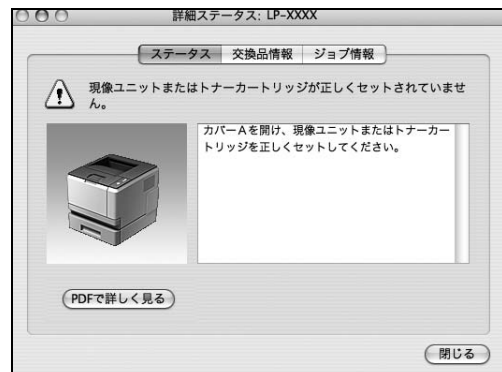 詳細ステータス: LP-XXXX
ステータス 交換品情報 ジョブ情報
現像ユニットまたはトナーカートリッジが正しくセットされていませ
ん。
カバーAを開け、現像ユニットまたはトナーカー
トリッジを正しくセットしてください。
PDFで詳しく見る
閉じる